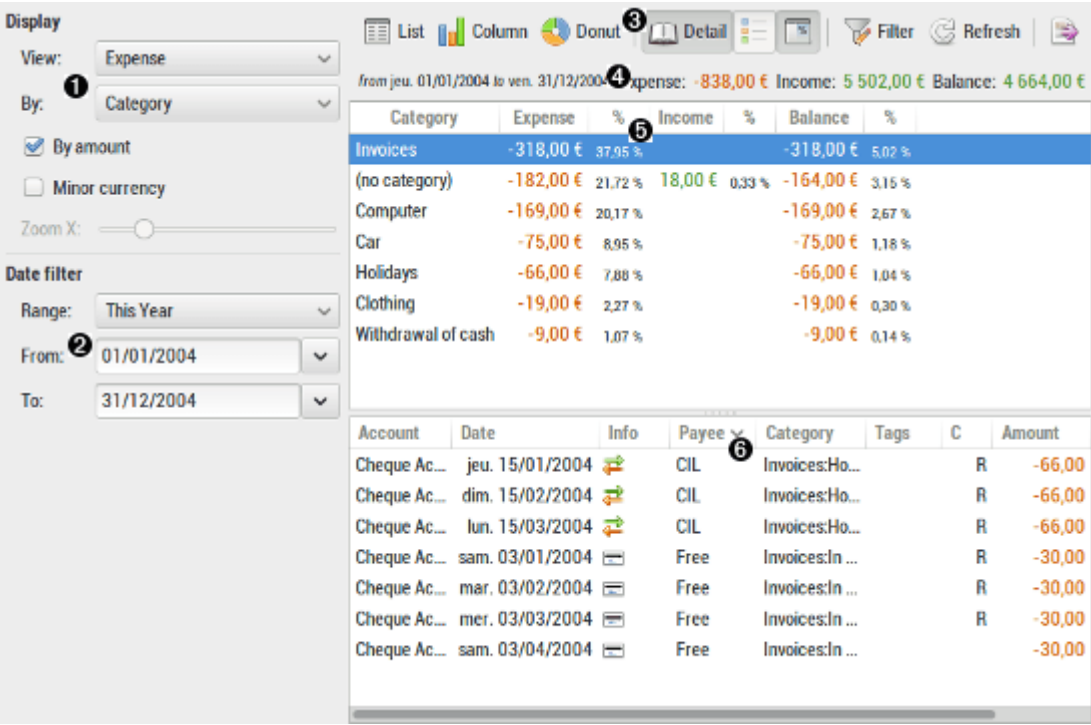 Display
View: Expense
❶
By: Category
By amount
Minor currency
Zoom X:
Date filter
Range: This Year
From: ❷ 01/01/2004
To: 31/12/2004
List Column Donut ❸ Detail Filter Refresh
from jeu. 01/01/2004 to ven. 31/12/2004 ❹ xpense: -838,00 € Income: 5 502,00 € Balance: 4 664,00 €
Category Expense % ❺ Income % Balance %
Invoices -318,00 € 37,95 % -318,00 € 5,02 %
(no category) -182,00 € 21,72 % 18,00 € 0,33 % -164,00 € 3,15 %
Computer -169,00 € 20,17 % -169,00 € 2,67 %
Car -75,00 € 8,95 % -75,00 € 1,18 %
Holidays -66,00 € 7,88 % -66,00 € 1,04 %
Clothing -19,00 € 2,27 % -19,00 € 0,30 %
Withdrawal of cash -9,00 € 1,07 % -9,00 € 0,14 %
Account Date Info Payee ❻ Category Tags C Amount
Cheque Ac... jeu. 15/01/2004 CIL Invoices:Ho... R -66,00
Cheque Ac... dim. 15/02/2004 CIL Invoices:Ho... R -66,00
Cheque Ac... lun. 15/03/2004 CIL Invoices:Ho... R -66,00
Cheque Ac... sam. 03/01/2004 Free Invoices:In ... R -30,00
Cheque Ac... mar. 03/02/2004 Free Invoices:In ... R -30,00
Cheque Ac... mer. 03/03/2004 Free Invoices:In ... R -30,00
Cheque Ac... sam. 03/04/2004 Free Invoices:In ... -30,00